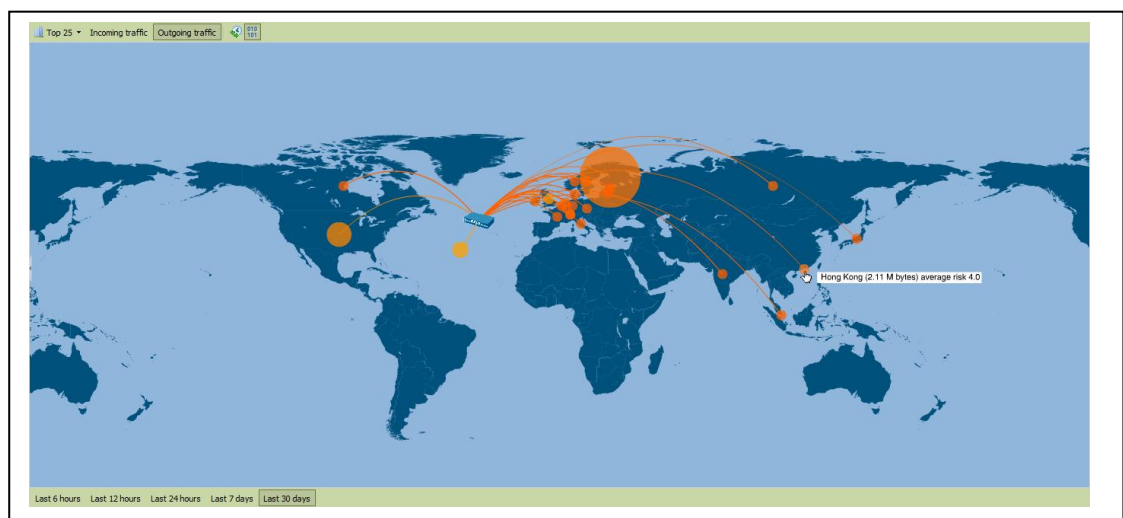 Top 25 Incoming traffic Outgoing traffic 010 101
Hong Kong (2.11 M bytes) average risk 4.0
Last 6 hours Last 12 hours Last 24 hours Last 7 days Last 30 days